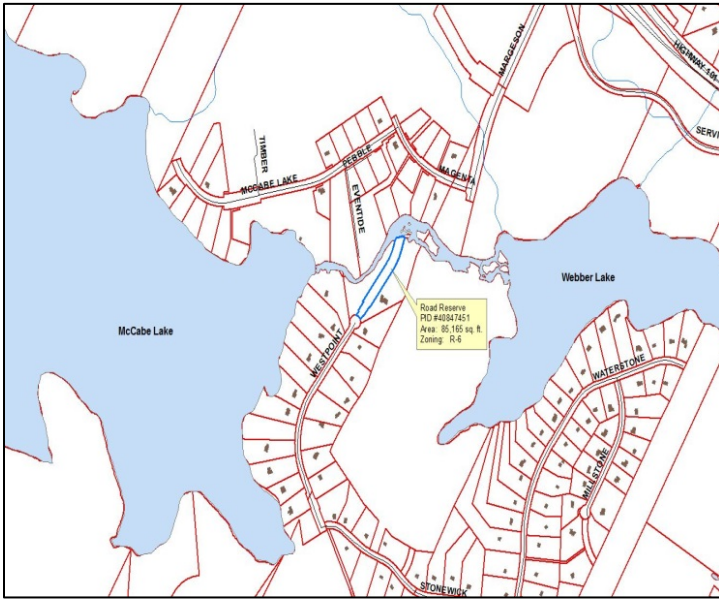 MARGESON
HIGHWAY 101
SERVI
TIMBER
PEBBLE
MCCABE LAKE
MAGENTA
EVENTIDE
Webber Lake
Road Reserve
PID #40847451
Area: 85,165 sq. ft.
Zoning: R-6
McCabe Lake
WESTPOINT
WATERSTONE
MILLSTONE
STONEWICK